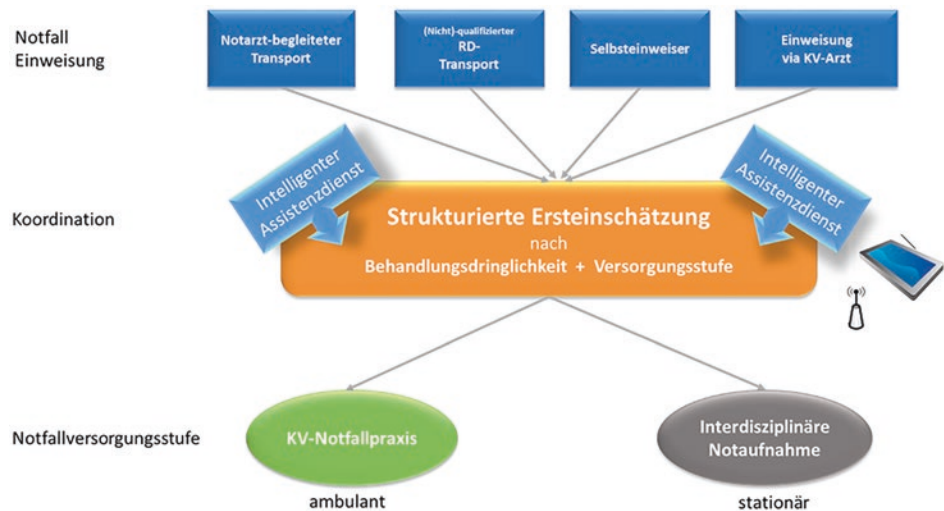 Notfall
Einweisung
Notarzt-begleiteter
Transport
(Nicht)-qualifizierter
RD-
Transport
Selbsteinweiser
Einweisung
via KV-Arzt
Intelligenter
Assistenzdienst
Intelligenter
Assistenzdienst
Koordination
Strukturierte Ersteinschätzung
nach
Behandlungsdringlichkeit + Versorgungsstufe
Notfallversorgungsstufe
KV-Notfallpraxis
Interdisziplinäre
Notaufnahme
ambulant
stationär